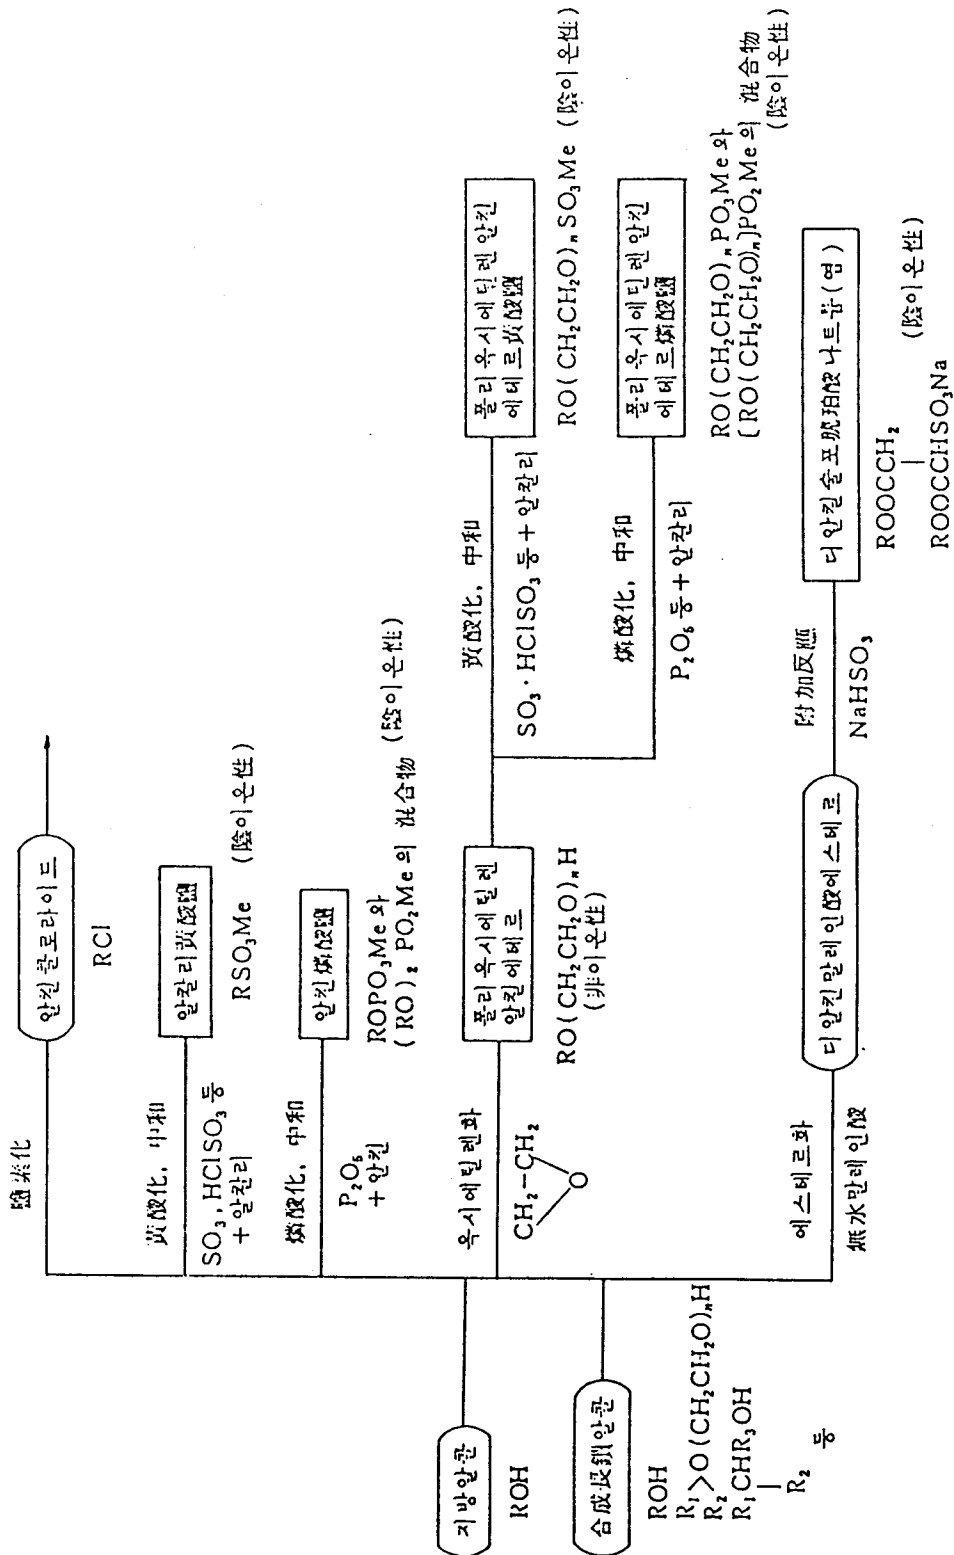 지방알콜
ROH
合成長鎖알콜
ROH
R₁
R₂>O(CH₂CH₂O)ₙH
R₁CHR₃OH
|
R₂ 등
鹽素化
알킬클로라이드
RCl
黃酸化, 中和
SO₃, HClSO₃ 등
+ 알칼리
알칼리黃酸鹽
RSO₃Me (陰이온性)
燐酸化, 中和
P₂O₅
+ 알킬
알킬燐酸鹽
ROPO₃Me와
(RO)₂PO₂Me의 混合物 (陰이온性)
옥시에틸렌화
CH₂-CH₂
O
폴리옥시에틸렌
알킬에테르
RO(CH₂CH₂O)ₙH
(非이온性)
黃酸化, 中和
SO₃·HClSO₃등+알칼리
폴리옥시에틸렌알킬
에테르黃酸鹽
RO(CH₂CH₂O)ₙSO₃Me (陰이온性)
燐酸化, 中和
P₂O₅등+알칼리
폴리옥시에틸렌알킬
에테르燐酸鹽
RO(CH₂CH₂O)ₙPO₃Me와
[RO(CH₂CH₂O)ₙ]PO₂Me의 混合物
(陰이온性)
에스테르화
無水말레인酸
디알킬말레인酸에스테르
附加反應
NaHSO₃
디알킬술포琥珀酸나트륨(염)
ROOCCH₂
|
ROOCCHSO₃Na
(陰이온性)